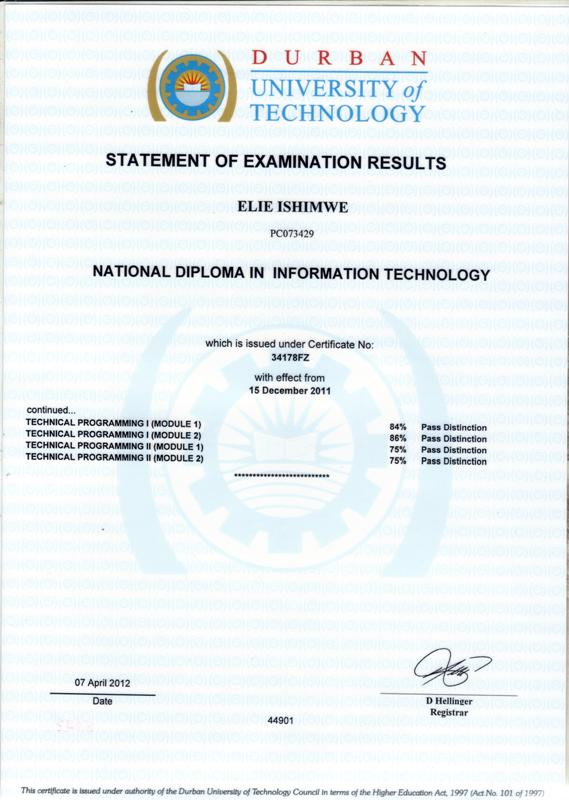 DURBAN
UNIVERSITY of
TECHNOLOGY
STATEMENT OF EXAMINATION RESULTS
ELIE ISHIMWE
PC073429
NATIONAL DIPLOMA IN INFORMATION TECHNOLOGY
which is issued under Certificate No:
34178FZ
with effect from
15 December 2011
continued...
TECHNICAL PROGRAMMING I (MODULE 1) 84% Pass Distinction
TECHNICAL PROGRAMMING I (MODULE 2) 86% Pass Distinction
TECHNICAL PROGRAMMING II (MODULE 1) 75% Pass Distinction
TECHNICAL PROGRAMMING II (MODULE 2) 75% Pass Distinction
**************************
07 April 2012
Date
D Hellinger
Registrar
44901
This certificate is issued under authority of the Durban University of Technology Council in terms of the Higher Education Act, 1997 (Act No. 101 of 1997)